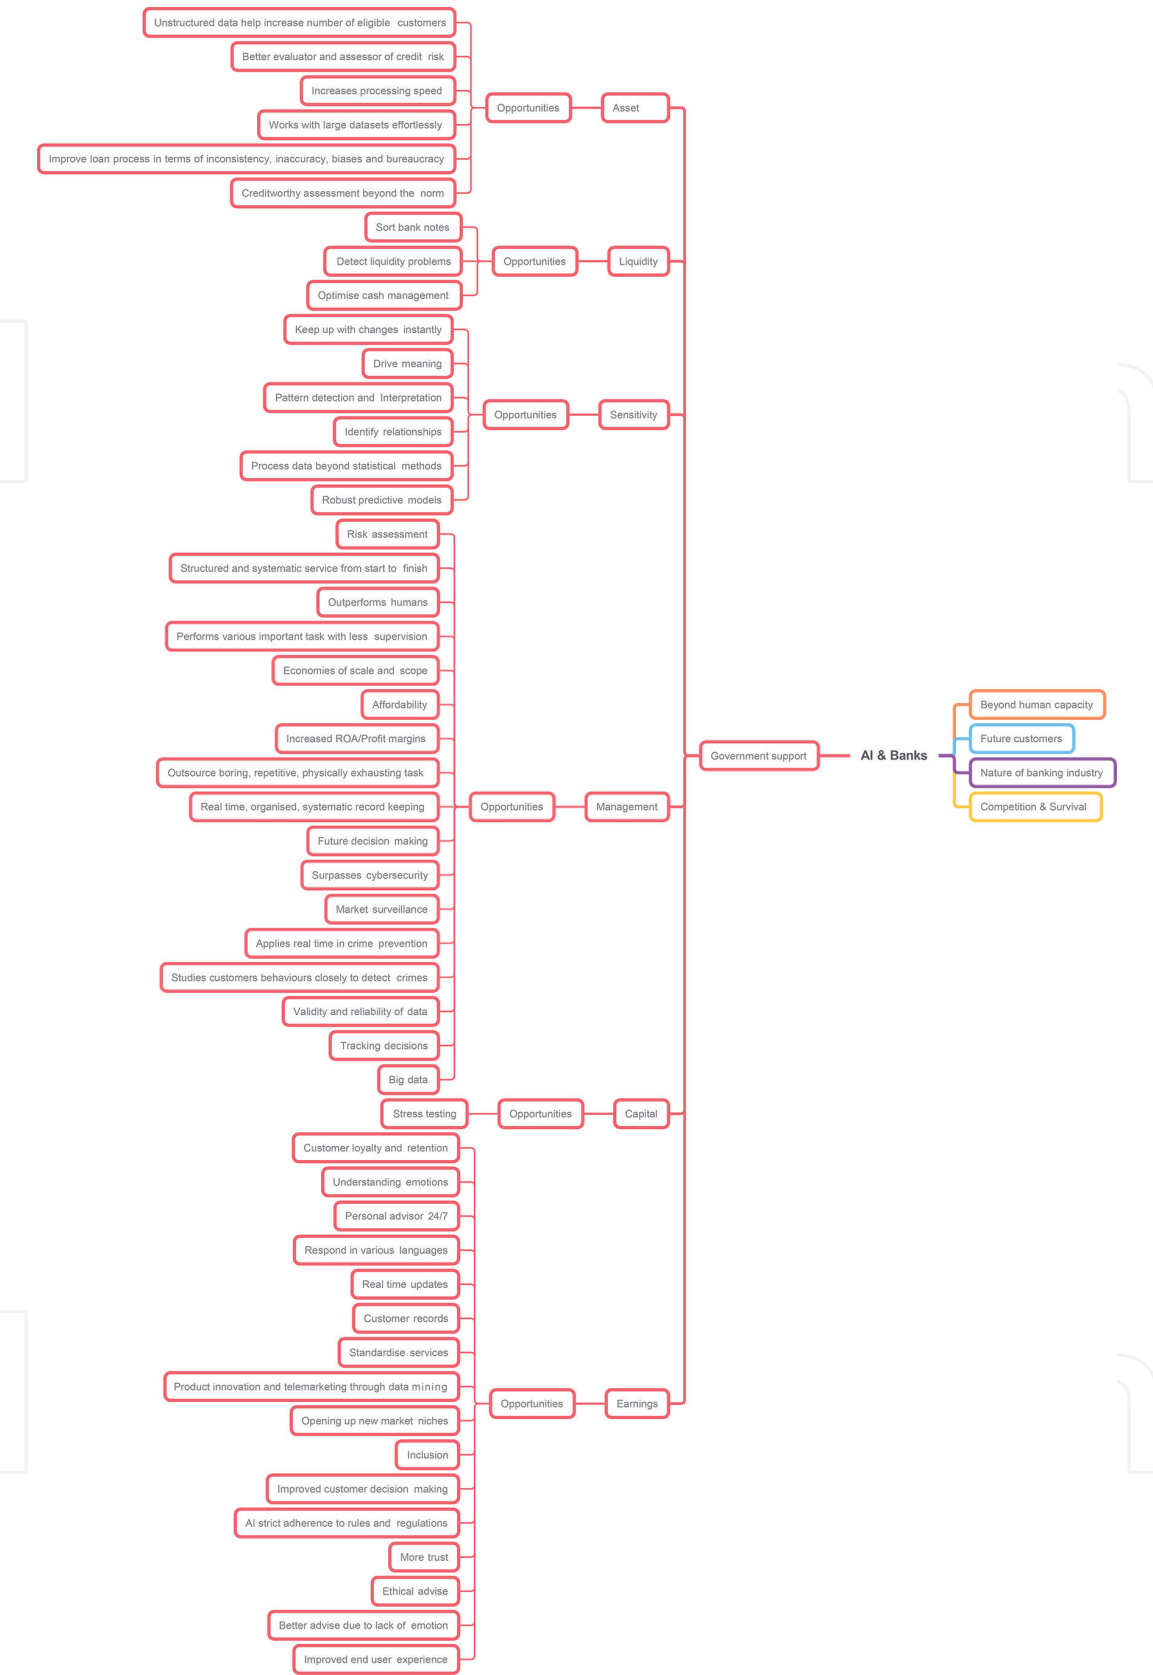 Unstructured data help increase number of eligible customers
Better evaluator and assessor of credit risk
Increases processing speed
Works with large datasets effortlessly
Improve loan process in terms of inconsistency, inaccuracy, biases and bureaucracy
Creditworthy assessment beyond the norm
Opportunities
Asset
Sort bank notes
Detect liquidity problems
Optimise cash management
Opportunities
Liquidity
Keep up with changes instantly
Drive meaning
Pattern detection and Interpretation
Identify relationships
Process data beyond statistical methods
Robust predictive models
Opportunities
Sensitivity
Risk assessment
Structured and systematic service from start to finish
Outperforms humans
Performs various important task with less supervision
Economies of scale and scope
Affordability
Increased ROA/Profit margins
Outsource boring, repetitive, physically exhausting task
Real time, organised, systematic record keeping
Future decision making
Surpasses cybersecurity
Market surveillance
Applies real time in crime prevention
Studies customers behaviours closely to detect crimes
Validity and reliability of data
Tracking decisions
Big data
Opportunities
Management
Stress testing
Opportunities
Capital
Customer loyalty and retention
Understanding emotions
Personal advisor 24/7
Respond in various languages
Real time updates
Customer records
Standardise services
Product innovation and telemarketing through data mining
Opening up new market niches
Inclusion
Improved customer decision making
AI strict adherence to rules and regulations
More trust
Ethical advise
Better advise due to lack of emotion
Improved end user experience
Opportunities
Earnings
Government support
AI & Banks
Beyond human capacity
Future customers
Nature of banking industry
Competition & Survival